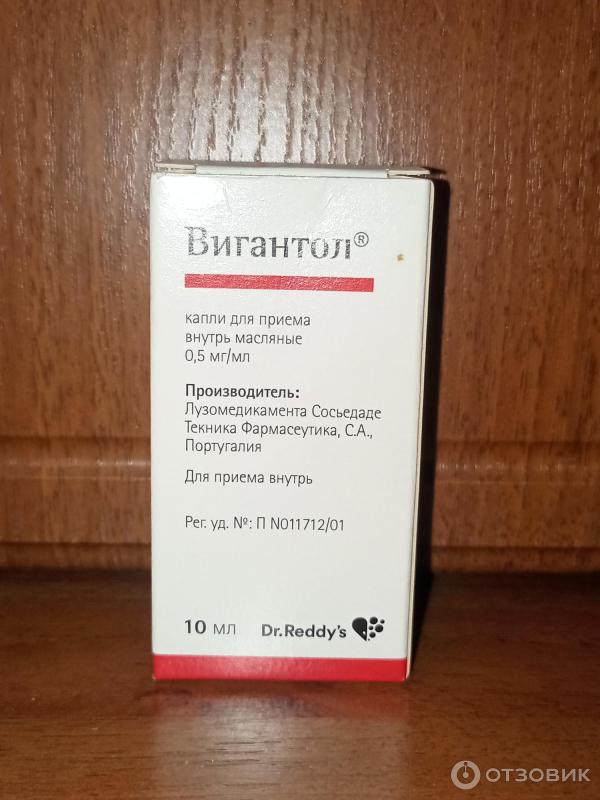 Вигантол®
капли для приема
внутрь масляные
0,5 мг/мл
Производитель:
Лузомедикамента Сосьедаде
Текника Фармасеутика, С.А.,
Португалия
Для приема внутрь
Рег. уд. №: П N011712/01
10 мл Dr.Reddy's
ОТЗОВИК